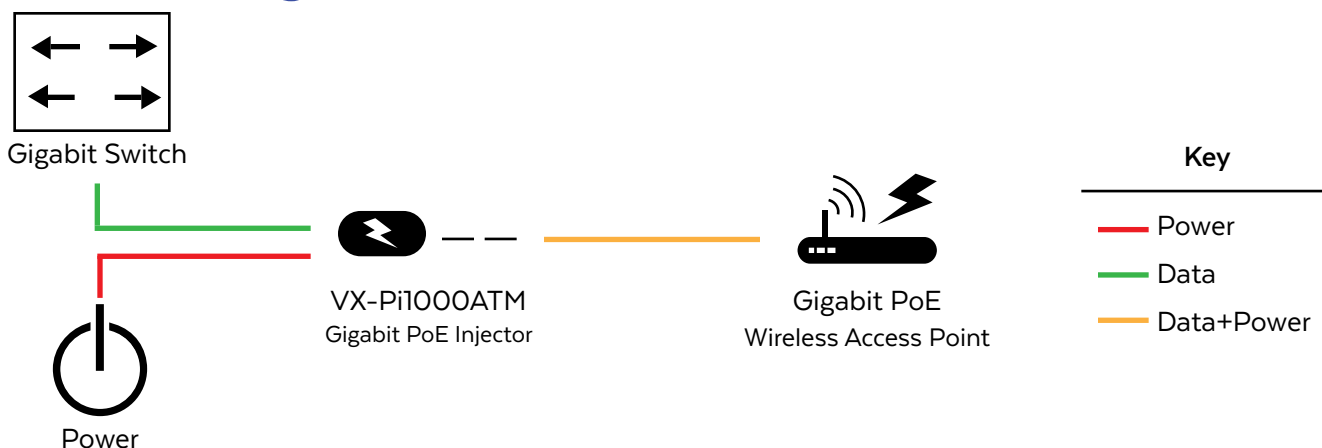 Gigabit Switch
VX-Pi1000ATM
Gigabit PoE Injector
Gigabit PoE
Wireless Access Point
Power
Key
Power
Data
Data+Power